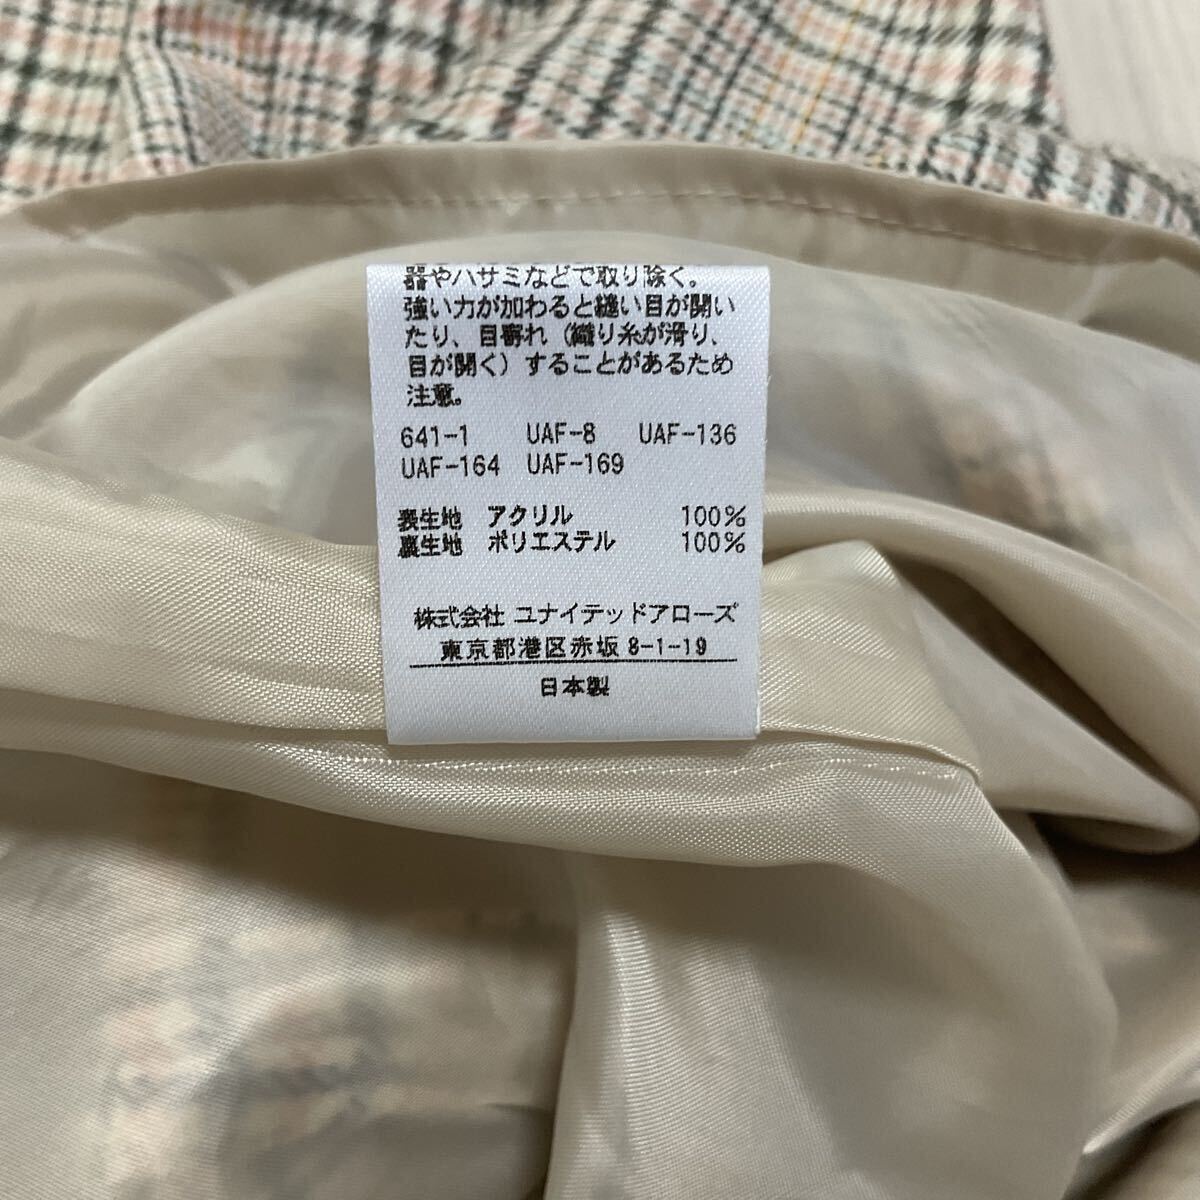 器やハサミなどで取り除く。
強い力が加わると縫い目が開い
たり、目寄れ（織り糸が滑り、
目が開く）することがあるため
注意。
641-1 UAF-8 UAF-136
UAF-164 UAF-169
表生地 アクリル 100%
裏生地 ポリエステル 100%
株式会社 ユナイテッドアローズ
東京都港区赤坂 8-1-19
日本製